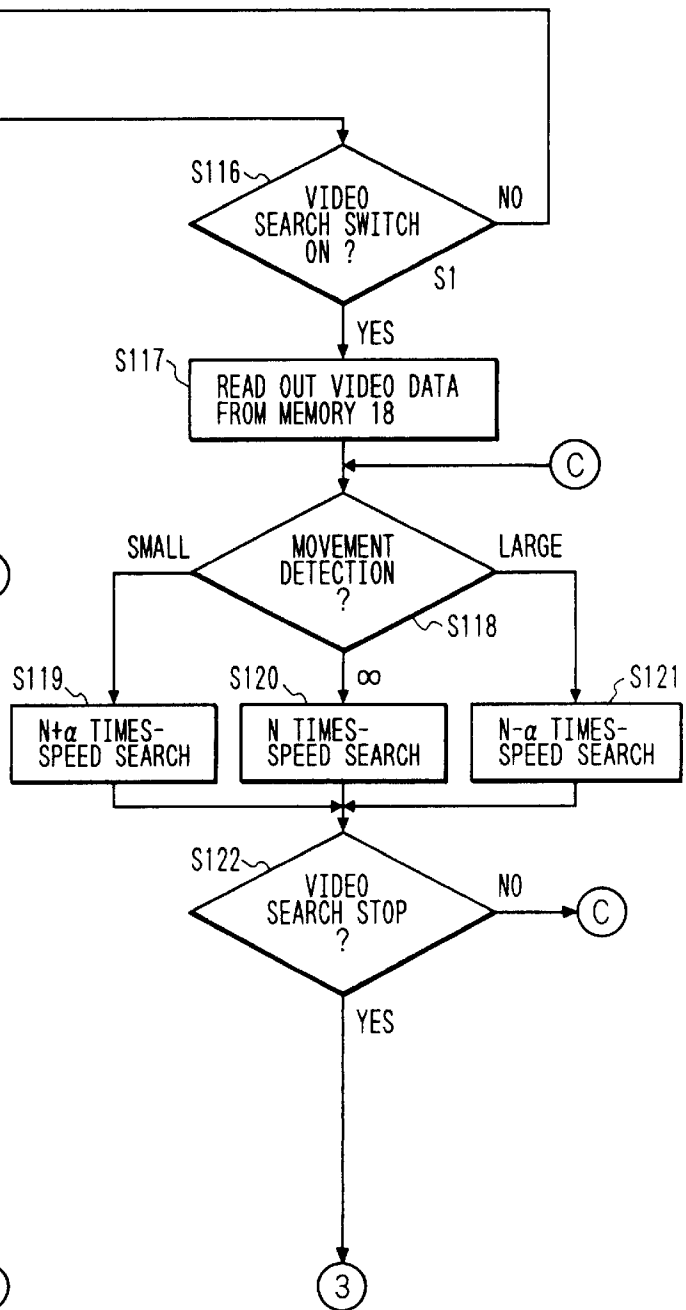 S116
VIDEO
SEARCH SWITCH
ON ?
NO
S1
YES
S117
READ OUT VIDEO DATA
FROM MEMORY 18
C
SMALL
MOVEMENT
DETECTION
?
LARGE
S118
∞
S119
N+α TIMES-
SPEED SEARCH
S120
N TIMES-
SPEED SEARCH
S121
N-α TIMES-
SPEED SEARCH
S122
VIDEO
SEARCH STOP
?
NO
C
YES
3